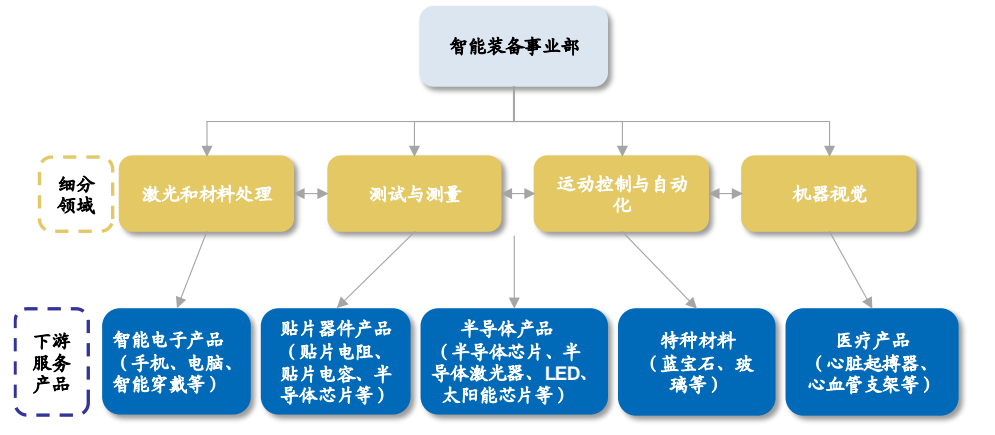 智能装备事业部
细分
领域
激光和材料处理
测试与测量
运动控制与自动
化
机器视觉
下游
服务
产品
智能电子产品
（手机、电脑、
智能穿戴等）
贴片器件产品
（贴片电阻、
贴片电容、半
导体芯片等）
半导体产品
（半导体芯片、半
导体激光器、LED、
太阳能芯片等）
特种材料
（蓝宝石、玻
璃等）
医疗产品
（心脏起搏器、
心血管支架等）